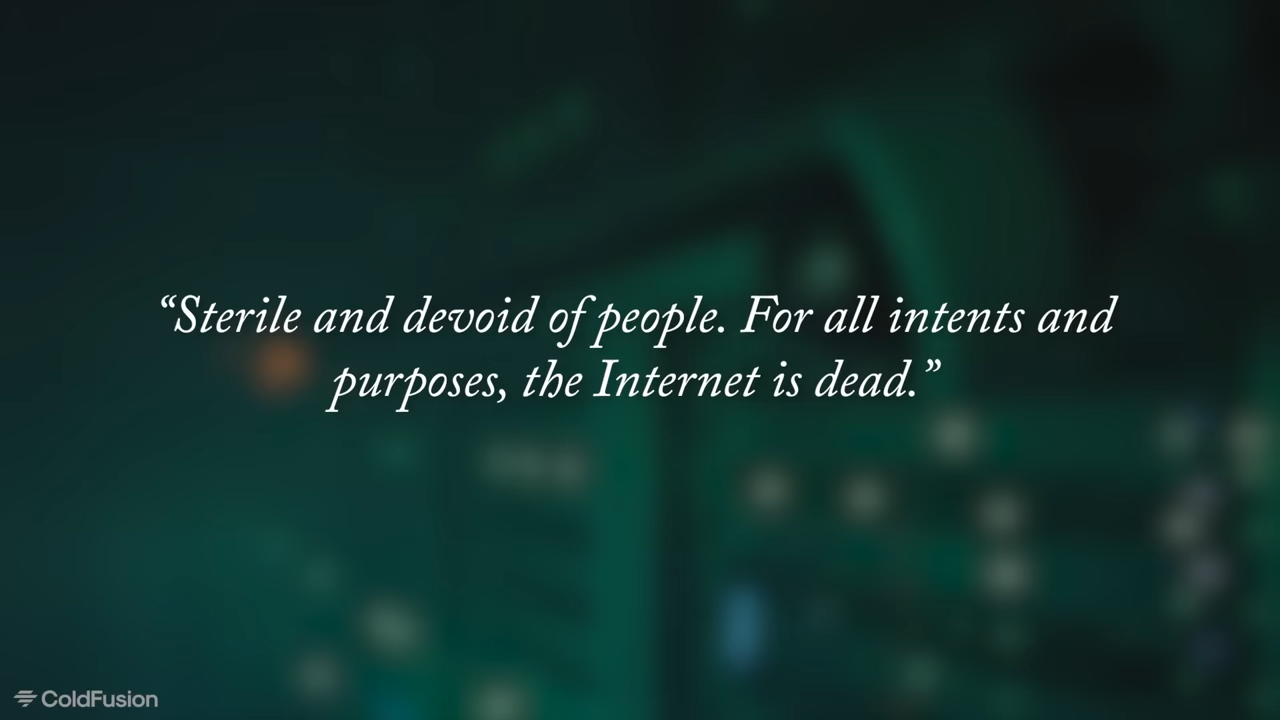 “Sterile and devoid of people. For all intents and
purposes, the Internet is dead.”
ColdFusion